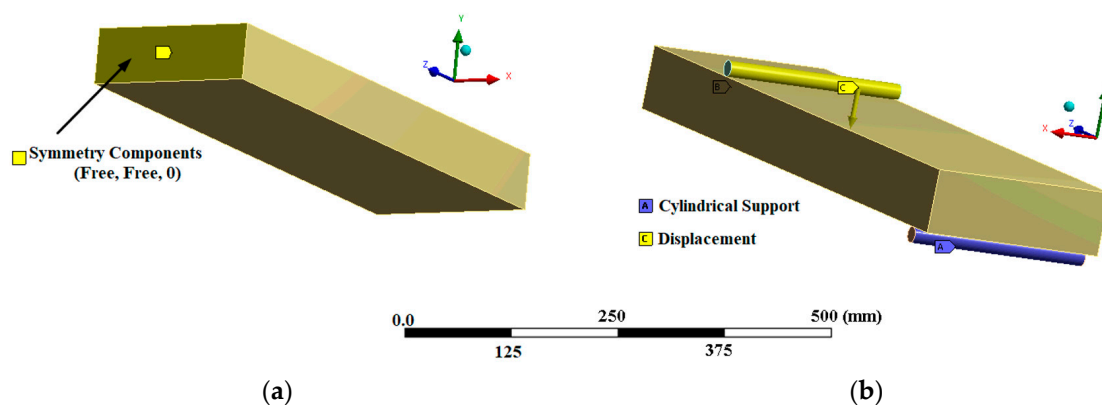 Y
Z
X
Symmetry Components
(Free, Free, 0)
B
C
X
Z
A Cylindrical Support
C Displacement
A
0.0
250
500 (mm)
125
375
(a)
(b)